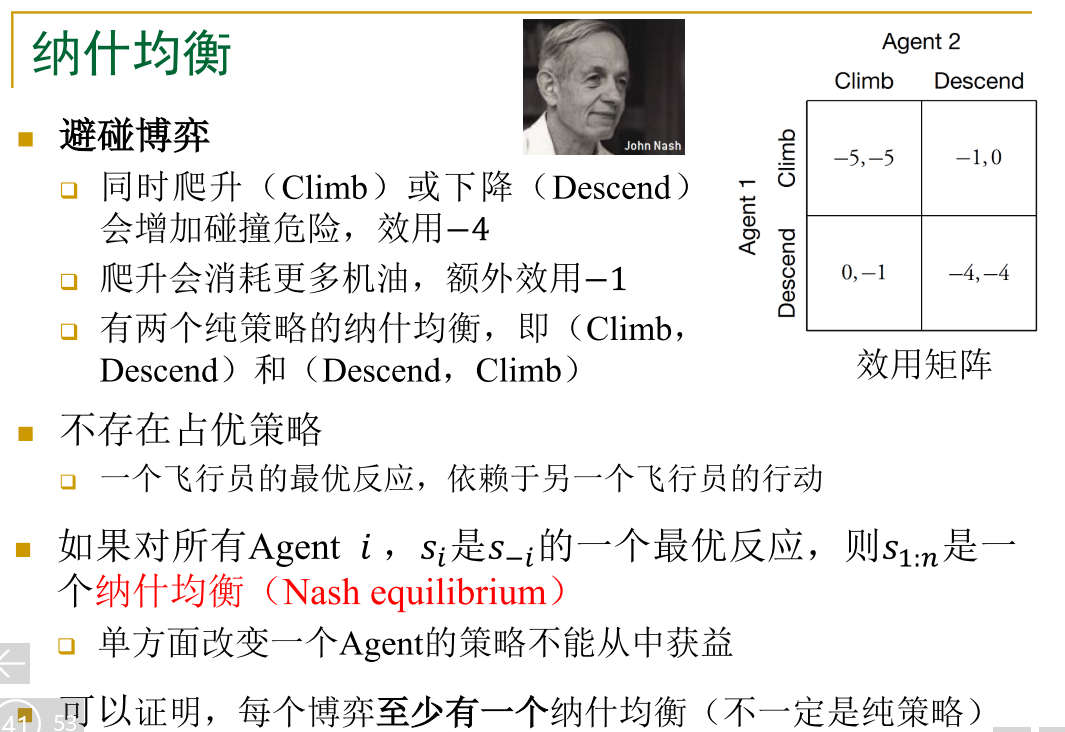 纳什均衡
John Nash
避碰博弈
同时爬升（Climb）或下降（Descend）
会增加碰撞危险，效用−4
爬升会消耗更多机油，额外效用−1
有两个纯策略的纳什均衡，即（Climb，
Descend）和（Descend，Climb）
Agent 2
Climb Descend
Agent 1
Climb
−5,−5 −1,0
Descend
0,−1 −4,−4
效用矩阵
不存在占优策略
一个飞行员的最优反应，依赖于另一个飞行员的行动
如果对所有Agent i，s_i是s_−i的一个最优反应，则s_1:n是一
个纳什均衡（Nash equilibrium）
单方面改变一个Agent的策略不能从中获益
可以证明，每个博弈至少有一个纳什均衡（不一定是纯策略）
41 53